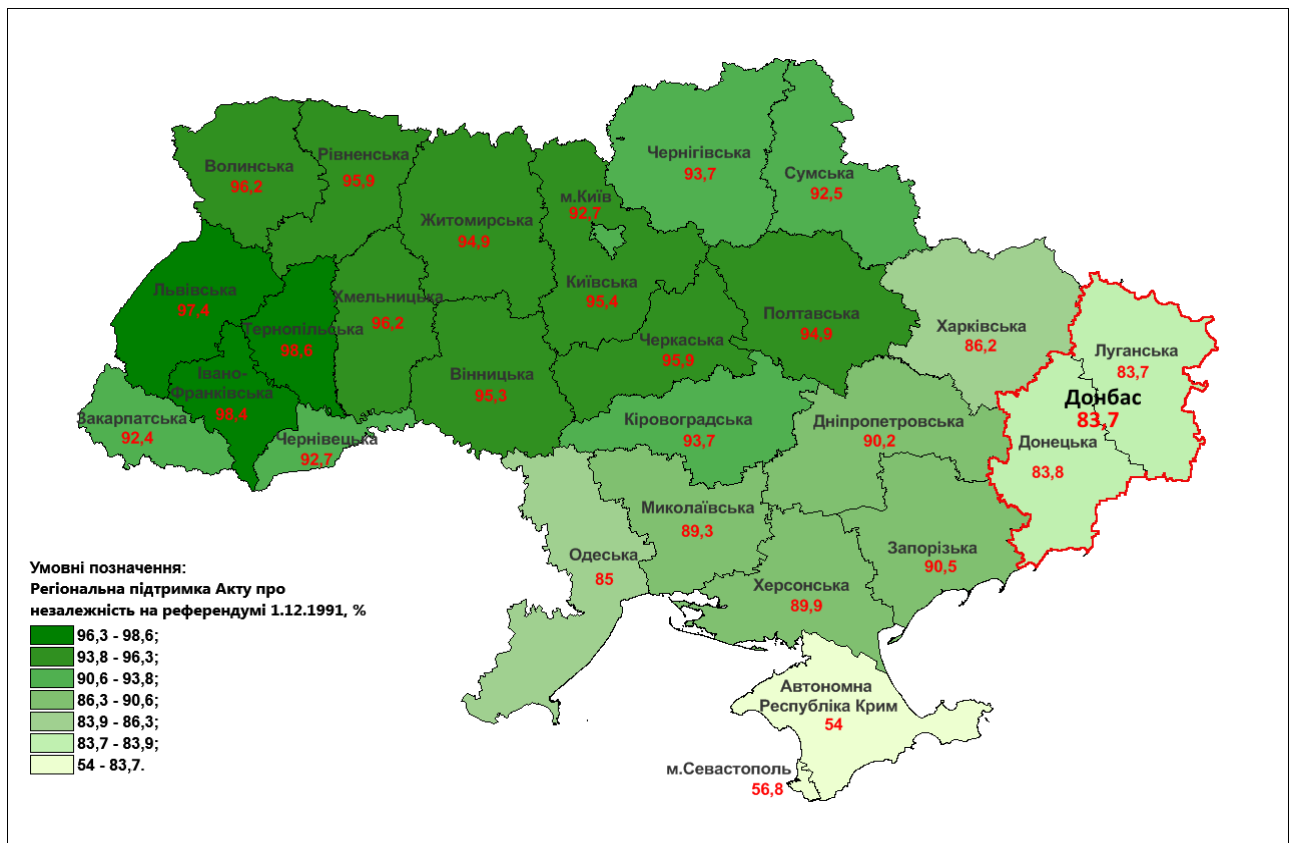 Чернігівська
93,7
Сумська
92,5
Рівненська
95,9
Волинська
96,2
м.Київ
92,7
Житомирська
94,9
Київська
95,4
Львівська
97,4
Хмельницька
96,2
Тернопільська
98,6
Полтавська
94,9
Харківська
86,2
Черкаська
95,9
Луганська
83,7
Івано-
Франківська
98,4
Вінницька
95,3
Донбас
83,7
Закарпатська
92,4
Чернівецька
92,7
Кіровоградська
93,7
Дніпропетровська
90,2
Донецька
83,8
Миколаївська
89,3
Одеська
85
Запорізька
90,5
Херсонська
89,9
Автономна
Республіка Крим
54
м.Севастополь
56,8
Умовні позначення:
Регіональна підтримка Акту про
незалежність на референдумі 1.12.1991, %
96,3 - 98,6;
93,8 - 96,3;
90,6 - 93,8;
86,3 - 90,6;
83,9 - 86,3;
83,7 - 83,9;
54 - 83,7.